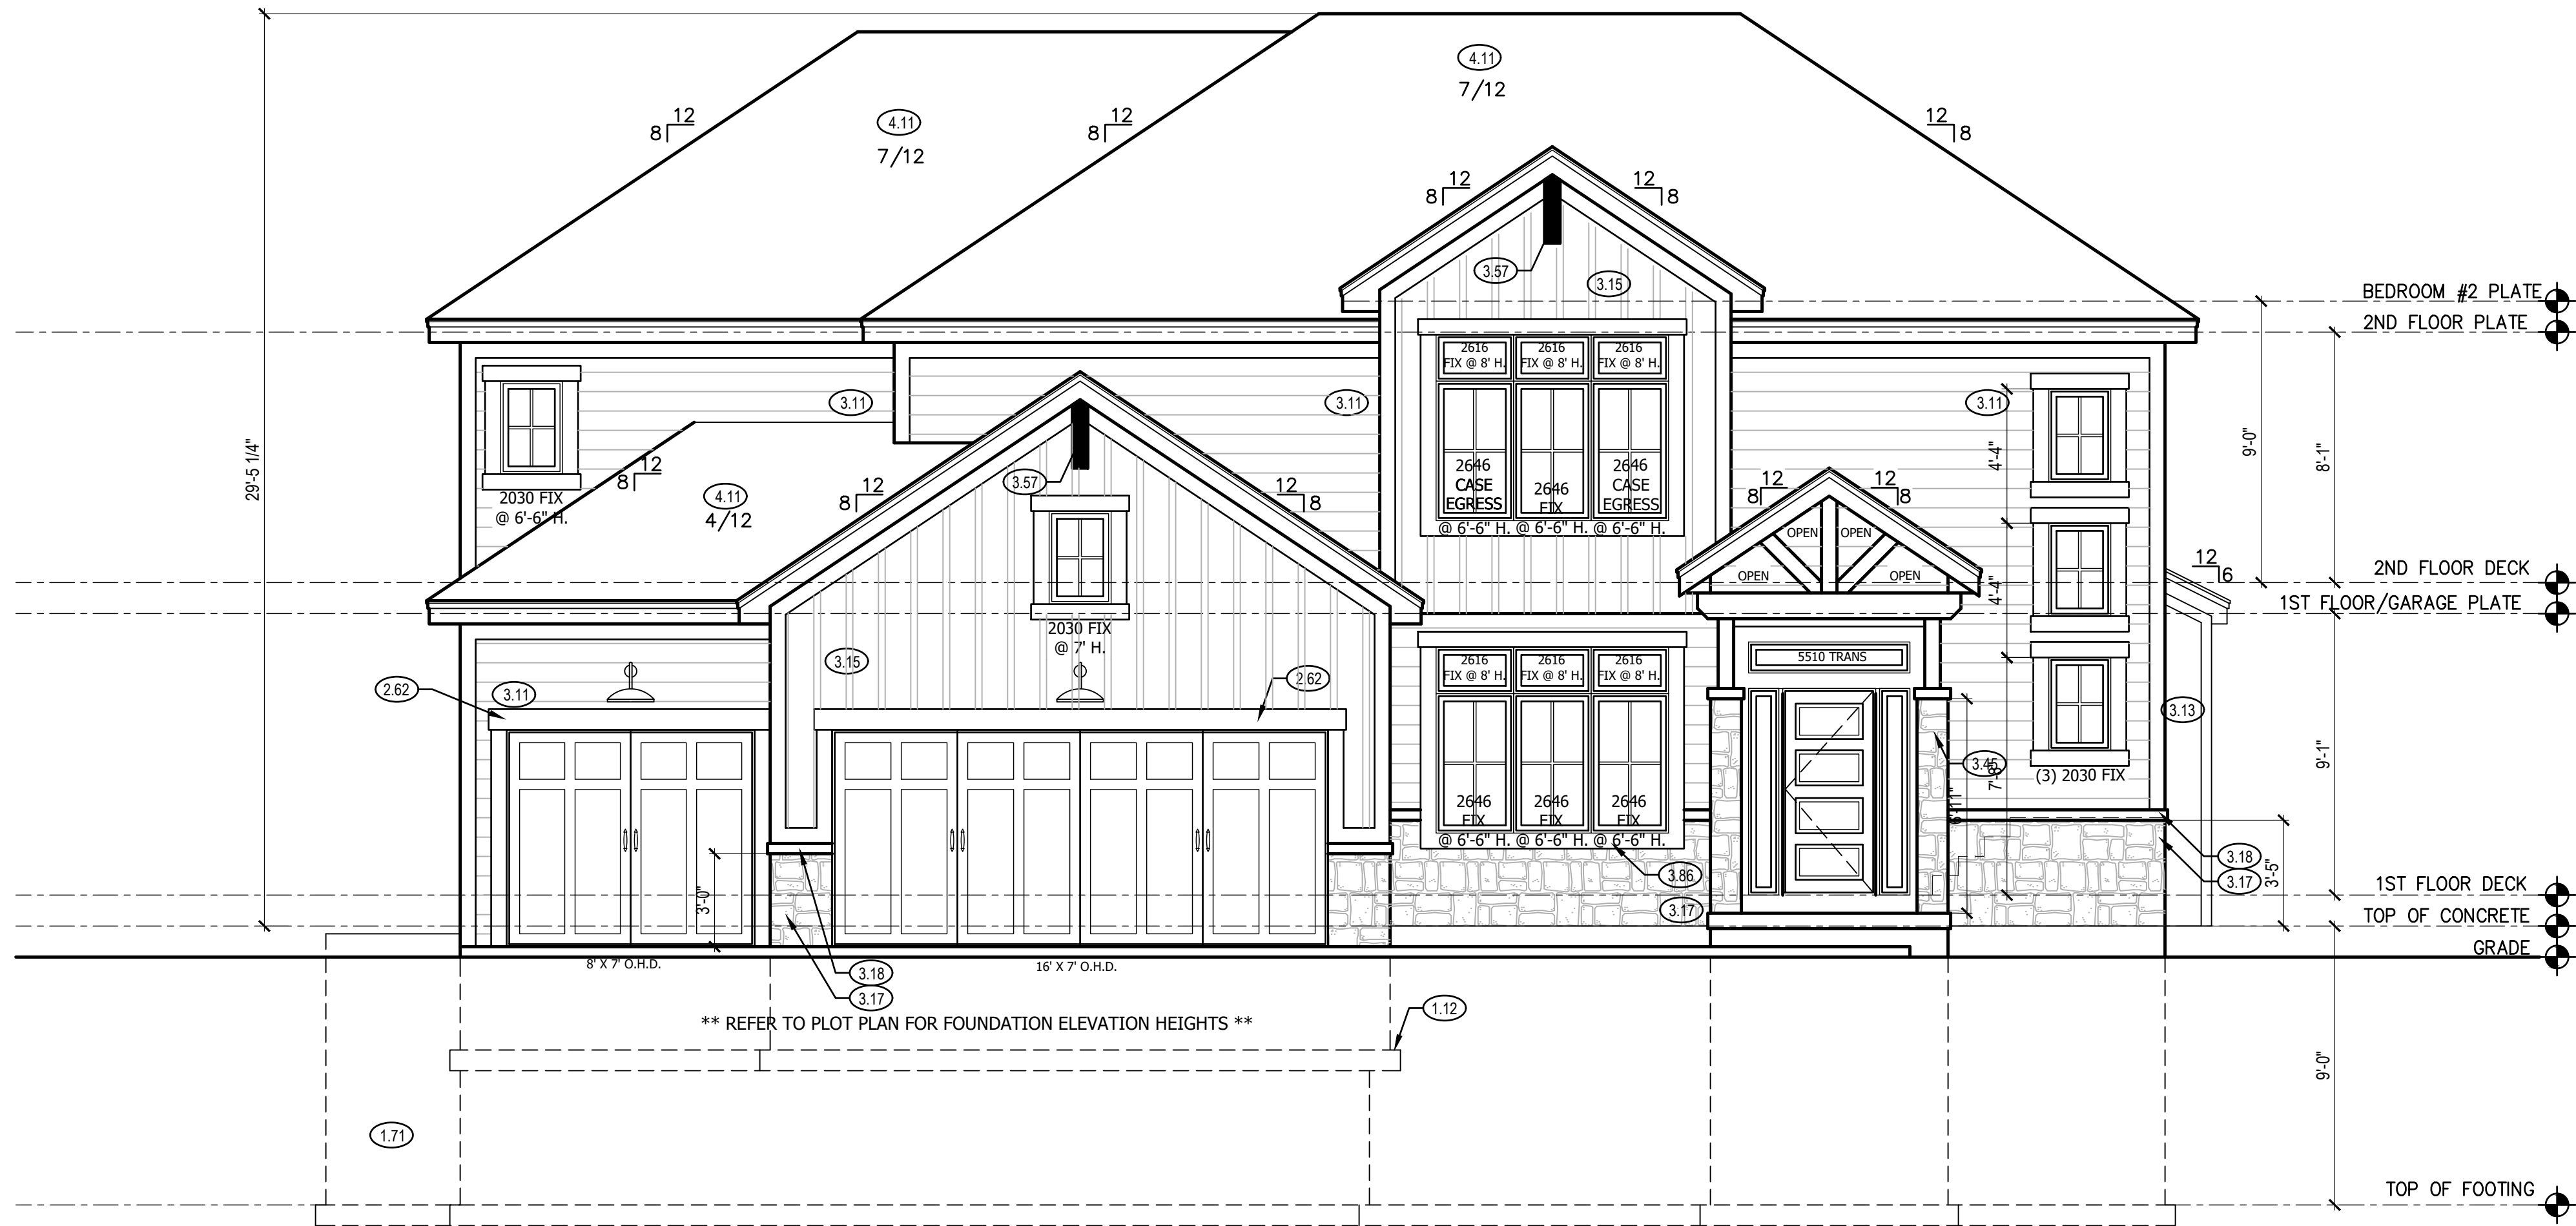 4.11
7/12
12
8
4.11
7/12
12
8
12
8
12
8
12
8
3.57
3.15
BEDROOM #2 PLATE
2ND FLOOR PLATE
2616
FIX @ 8' H.
2616
FIX @ 8' H.
2616
FIX @ 8' H.
3.11
3.11
3.11
29'-5 1/4"
4'-4"
9'-0"
8'-1"
2646
CASE
EGRESS
@ 6'-6" H.
2646
FIX
@ 6'-6" H.
2646
CASE
EGRESS
@ 6'-6" H.
2030 FIX
@ 6'-6" H.
12
8
4.11
4/12
12
8
3.57
12
8
12
8
12
8
OPEN
OPEN
OPEN
OPEN
12
6
2ND FLOOR DECK
1ST FLOOR/GARAGE PLATE
4'-4"
2030 FIX
@ 7' H.
3.15
2.62
3.11
2.62
2616
FIX @ 8' H.
2616
FIX @ 8' H.
2616
FIX @ 8' H.
5510 TRANS
3.13
3.45
7'-8"
6'-11"
(3) 2030 FIX
9'-1"
2646
FIX
@ 6'-6" H.
2646
FIX
@ 6'-6" H.
2646
FIX
@ 6'-6" H.
3.86
3.17
3.18
3.17
3'-5"
3'-0"
1ST FLOOR DECK
TOP OF CONCRETE
GRADE
8' X 7' O.H.D.
16' X 7' O.H.D.
3.18
3.17
1.12
** REFER TO PLOT PLAN FOR FOUNDATION ELEVATION HEIGHTS **
9'-0"
1.71
TOP OF FOOTING